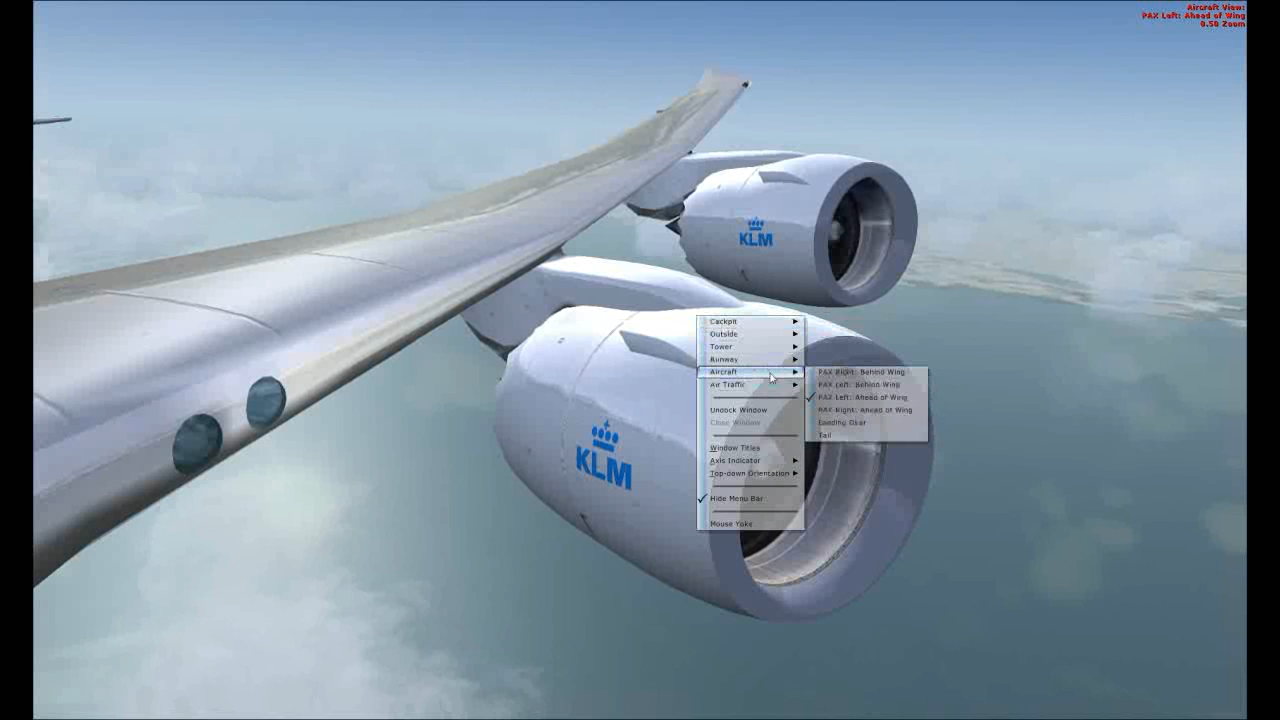 Aircraft View:
PAX Left: Ahead of Wing
0.50 Zoom
KLM
KLM
Cockpit
Outside
Tower
Runway
Aircraft
Air Traffic
Undock Window
Close Window
Window Titles
Axis Indicator
Top-down Orientation
Hide Menu Bar
Mouse Yoke
PAX Right: Behind Wing
PAX Left: Behind Wing
PAX Left: Ahead of Wing
PAX Right: Ahead of Wing
Landing Gear
Tail